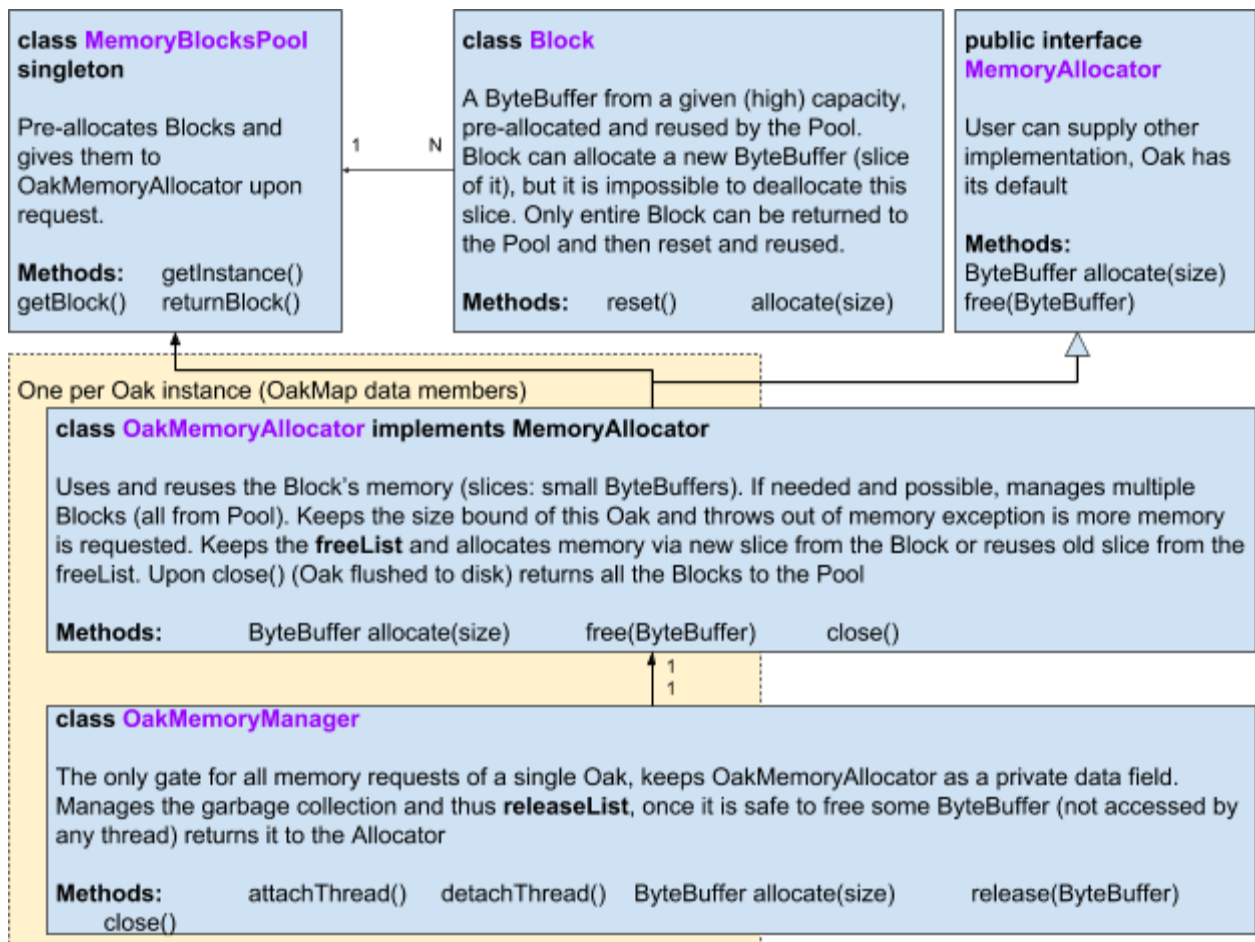 class MemoryBlocksPool
singleton
Pre-allocates Blocks and
gives them to
OakMemoryAllocator upon
request.
Methods: getInstance()
getBlock() returnBlock()
1 N
class Block
A ByteBuffer from a given (high) capacity,
pre-allocated and reused by the Pool.
Block can allocate a new ByteBuffer (slice
of it), but it is impossible to deallocate this
slice. Only entire Block can be returned to
the Pool and then reset and reused.
Methods: reset() allocate(size)
public interface
MemoryAllocator
User can supply other
implementation, Oak has
its default
Methods:
ByteBuffer allocate(size)
free(ByteBuffer)
One per Oak instance (OakMap data members)
class OakMemoryAllocator implements MemoryAllocator
Uses and reuses the Block's memory (slices: small ByteBuffers). If needed and possible, manages multiple
Blocks (all from Pool). Keeps the size bound of this Oak and throws out of memory exception is more memory
is requested. Keeps the freeList and allocates memory via new slice from the Block or reuses old slice from the
freeList. Upon close() (Oak flushed to disk) returns all the Blocks to the Pool
Methods: ByteBuffer allocate(size) free(ByteBuffer) close()
1
1
class OakMemoryManager
The only gate for all memory requests of a single Oak, keeps OakMemoryAllocator as a private data field.
Manages the garbage collection and thus releaseList, once it is safe to free some ByteBuffer (not accessed by
any thread) returns it to the Allocator
Methods: attachThread() detachThread() ByteBuffer allocate(size) release(ByteBuffer)
close()